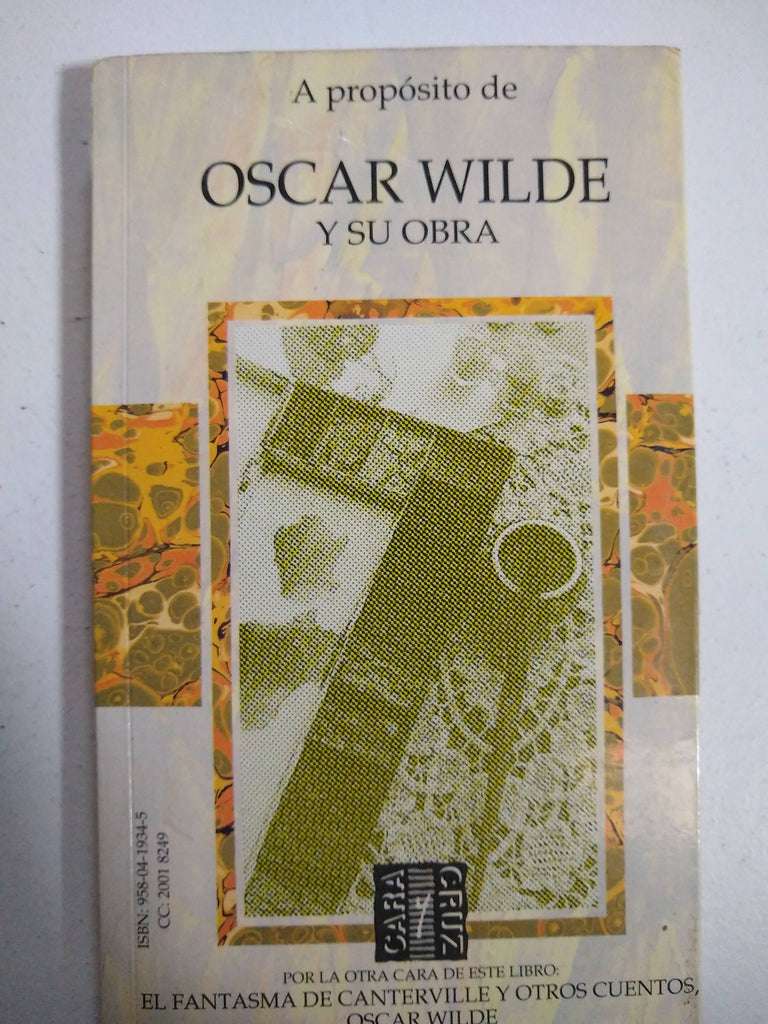 A propósito de
OSCAR WILDE
Y SU OBRA
ISBN: 958-04-1934-5
CC: 2001 8249
CARA
CRUZ
POR LA OTRA CARA DE ESTE LIBRO:
EL FANTASMA DE CANTERVILLE Y OTROS CUENTOS,
OSCAR WILDE